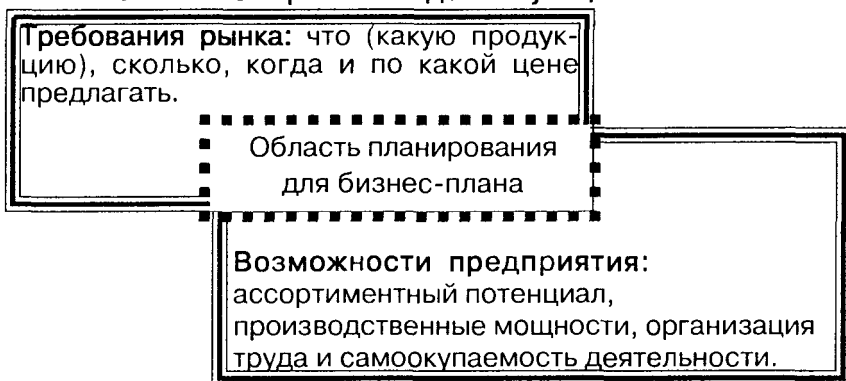 Требования рынка: что (какую продук-
цию), сколько, когда и по какой цене
предлагать.
Область планирования
для бизнес-плана
Возможности предприятия:
ассортиментный потенциал,
производственные мощности, организация
труда и самоокупаемость деятельности.